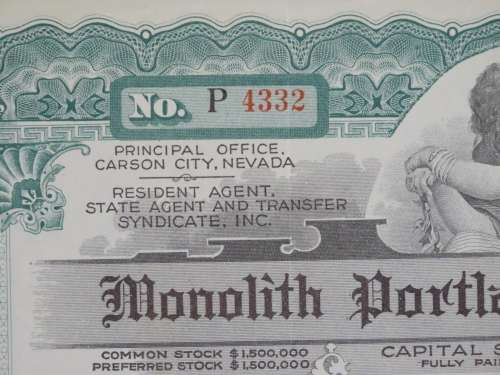 No. P 4332
PRINCIPAL OFFICE,
CARSON CITY, NEVADA
RESIDENT AGENT,
STATE AGENT AND TRANSFER
SYNDICATE, INC.
Monolith Portla
COMMON STOCK $1,500,000
CAPITAL S
PREFERRED STOCK $1,500,000
FULLY PAI